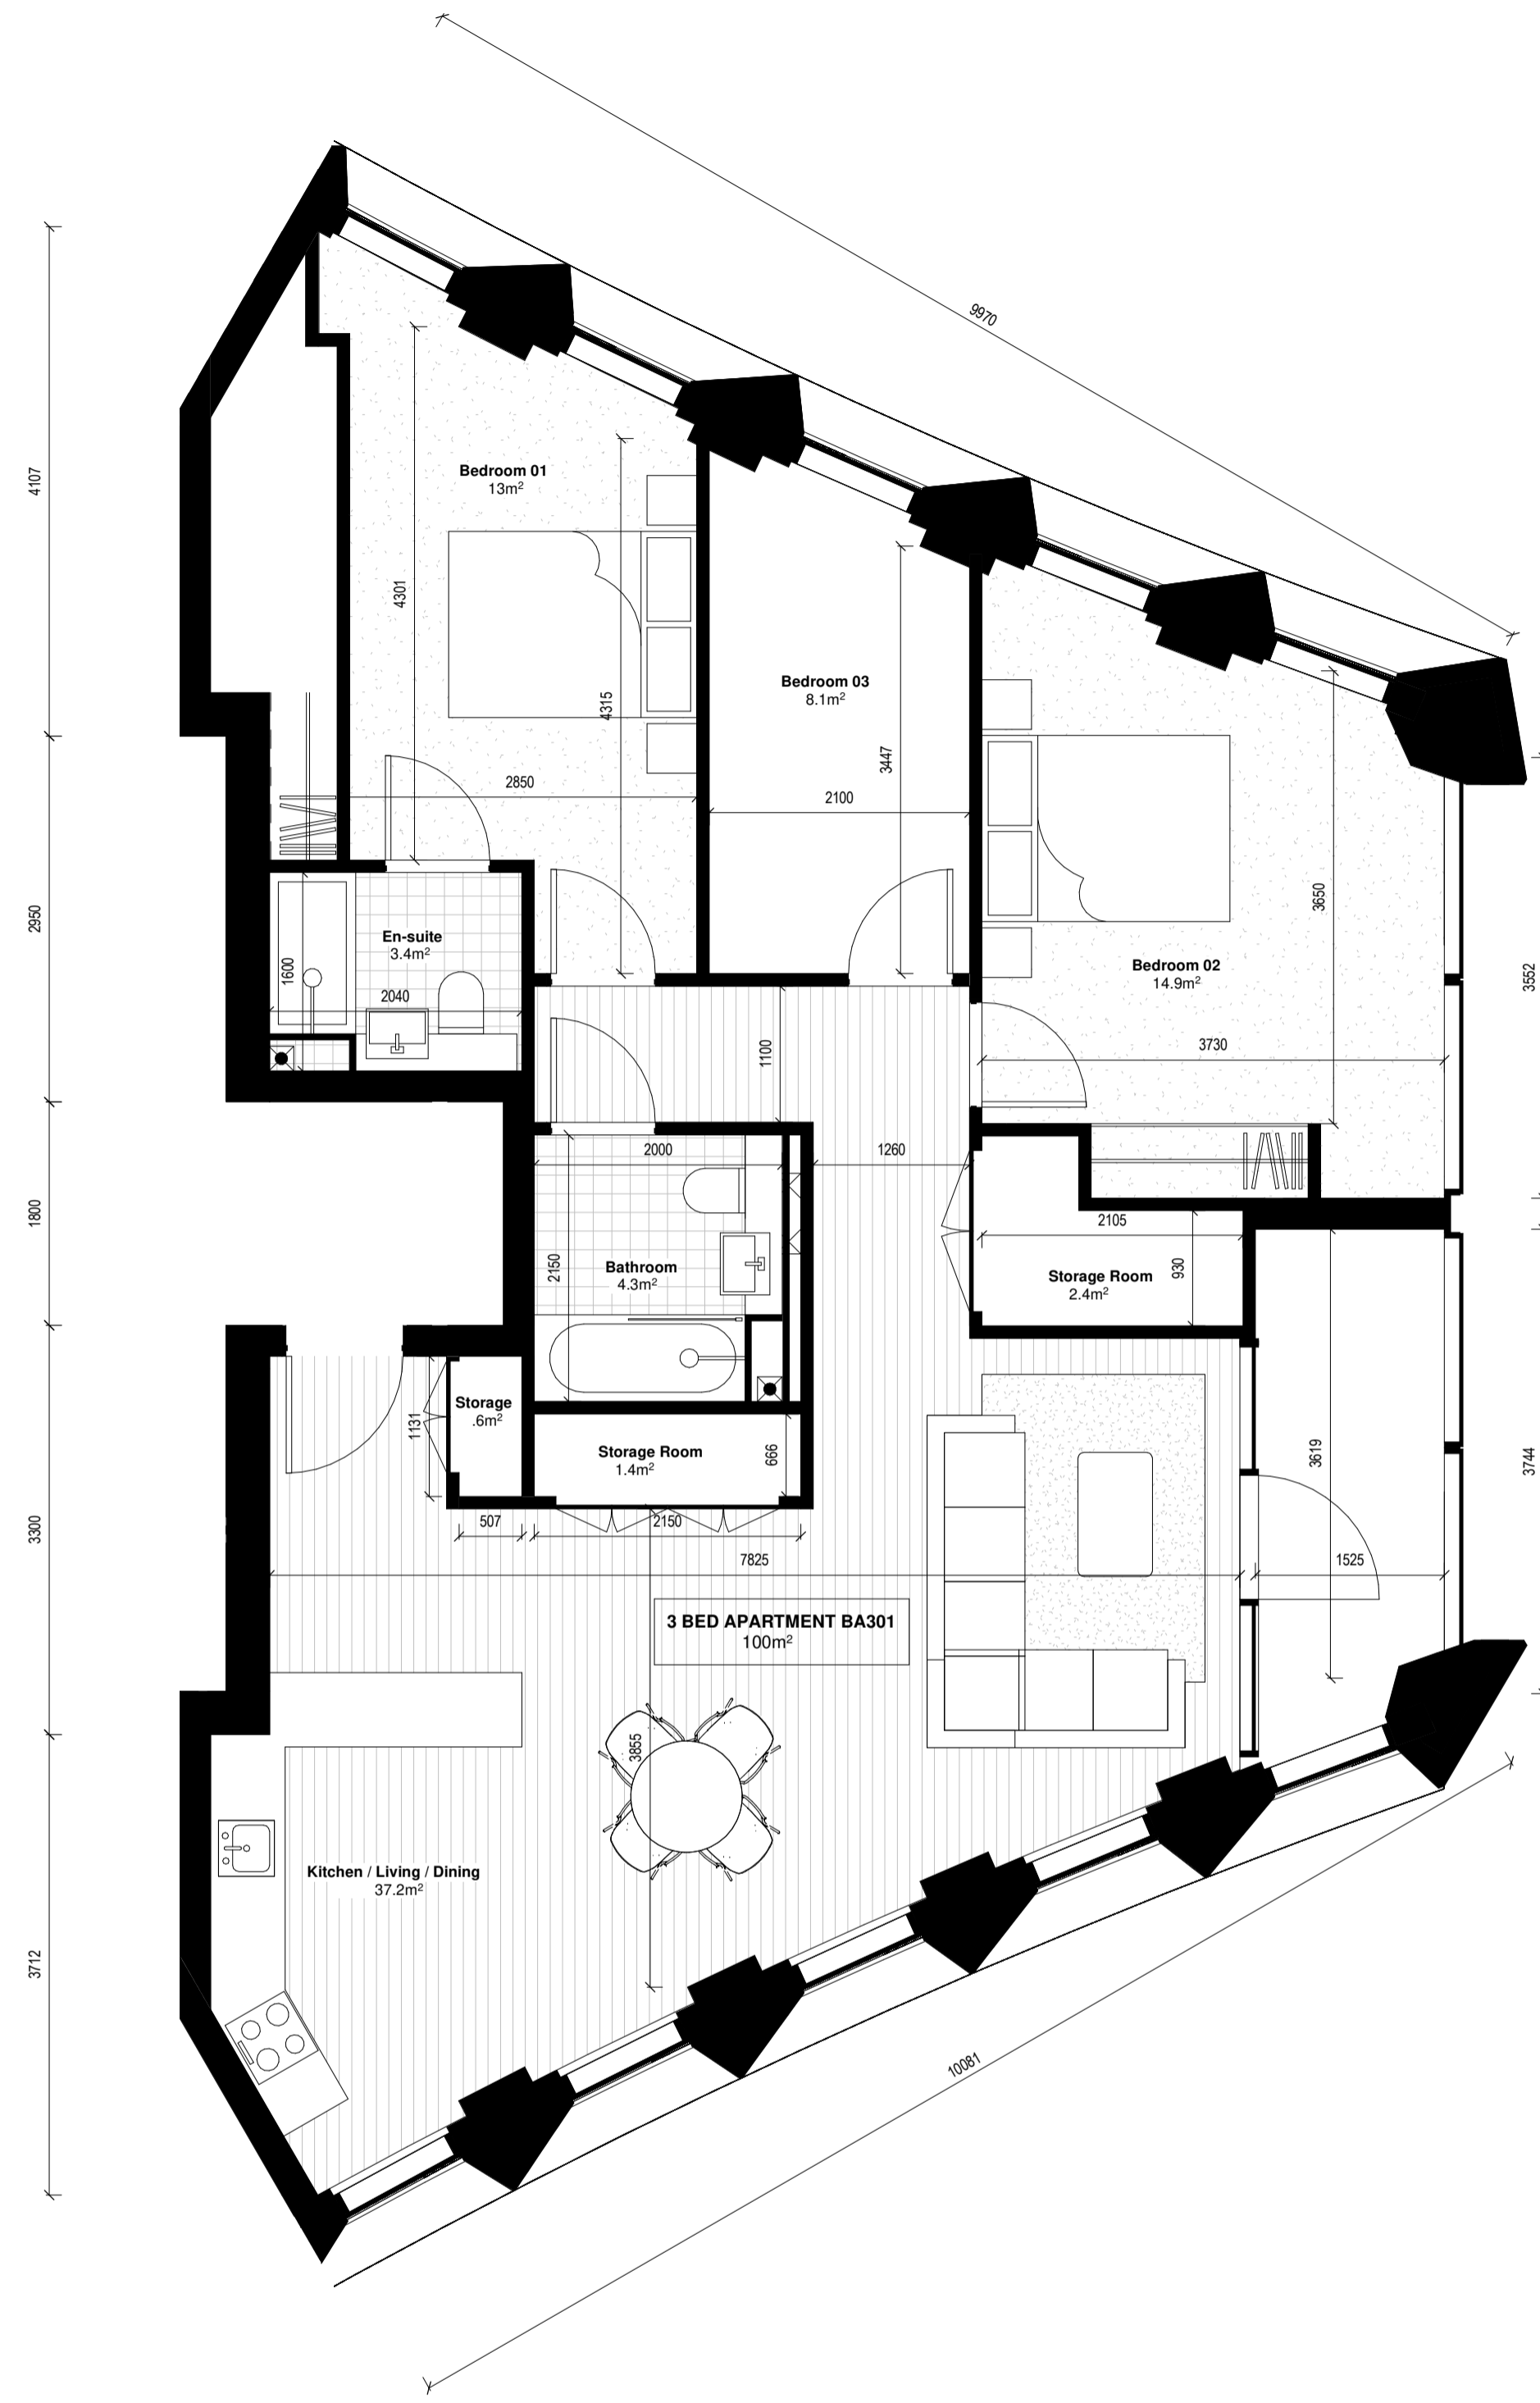 9970
4107
Bedroom 01
13m²
4301
4315
Bedroom 03
8.1m²
3447
2850
2100
3650
2950
En-suite
3.4m²
1600
2040
Bedroom 02
14.9m²
3552
3730
1100
2000
1260
1800
2105
2150
Bathroom
4.3m²
930
Storage Room
2.4m²
Storage
.6m²
1131
Storage Room
1.4m²
666
3619
3744
507
2150
3300
7825
1525
3 BED APARTMENT BA301
100m²
3855
Kitchen / Living / Dining
37.2m²
3712
10081